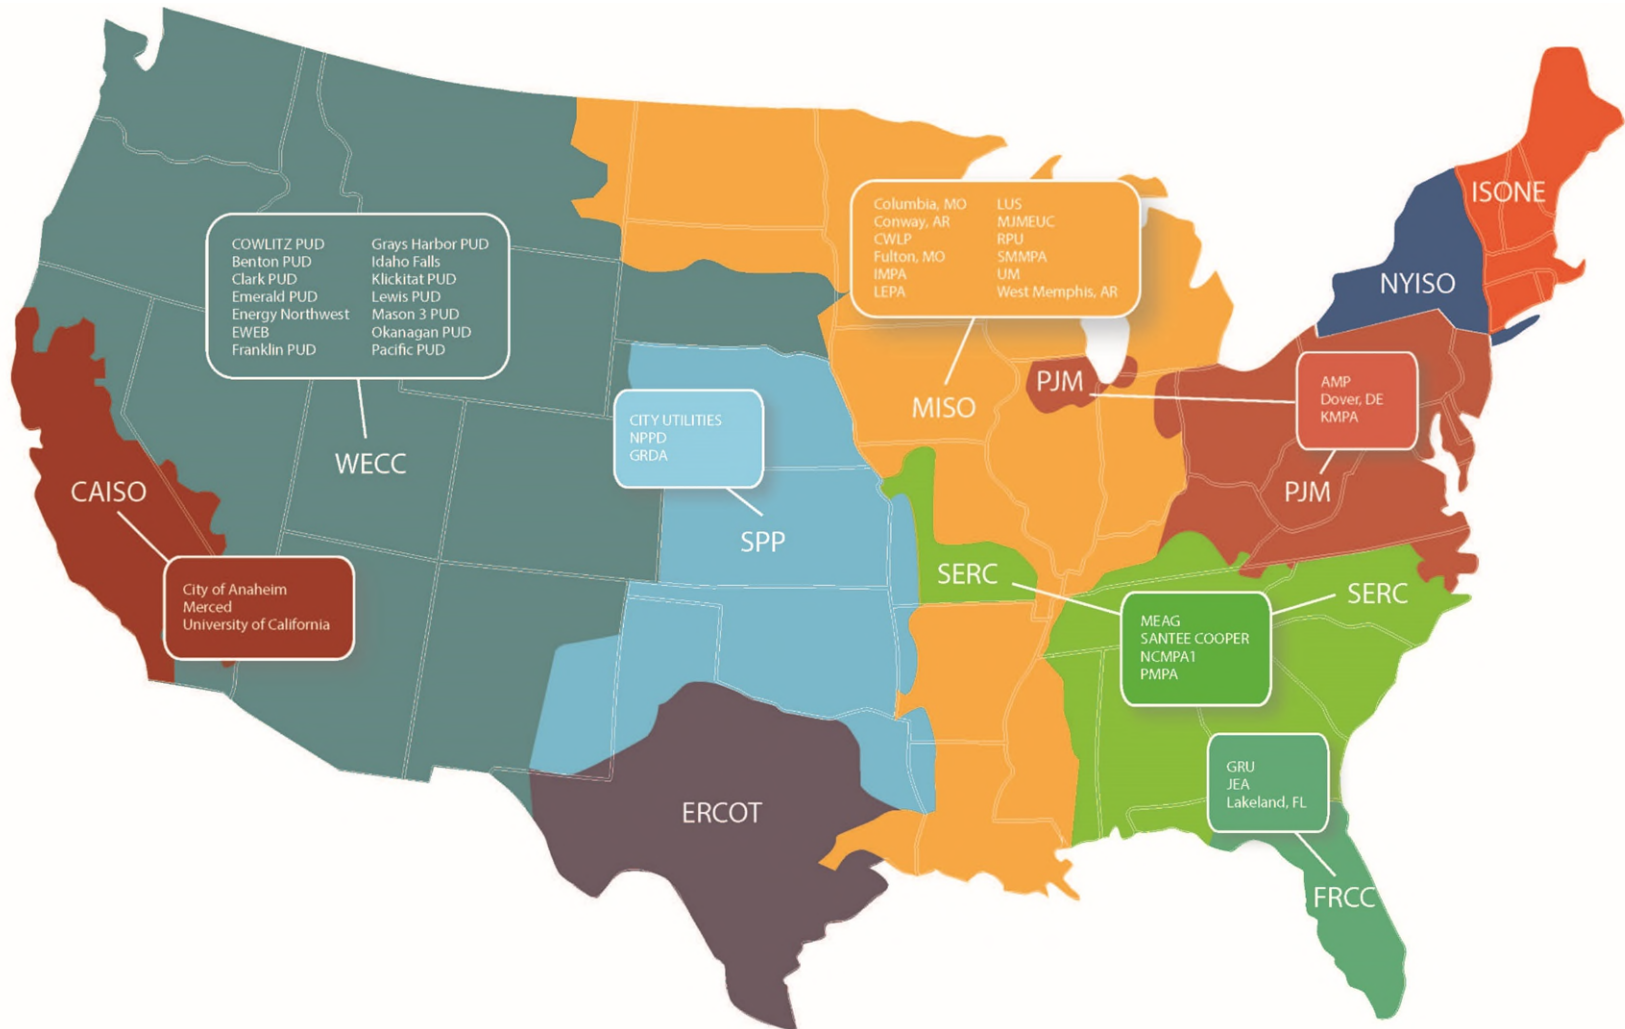 ISONE
NYISO
Columbia, MO
Conway, AR
CWLP
Fulton, MO
IMPA
LEPA
LUS
MJMEUC
RPU
SMMPA
UM
West Memphis, AR
COWLITZ PUD
Benton PUD
Clark PUD
Emerald PUD
Energy Northwest
EWEB
Franklin PUD
Grays Harbor PUD
Idaho Falls
Klickitat PUD
Lewis PUD
Mason 3 PUD
Okanagan PUD
Pacific PUD
PJM
AMP
Dover, DE
KMPA
MISO
CITY UTILITIES
NPPD
GRDA
WECC
CAISO
PJM
SPP
SERC
SERC
City of Anaheim
Merced
University of California
MEAG
SANTEE COOPER
NCMPA1
PMPA
GRU
JEA
Lakeland, FL
ERCOT
FRCC